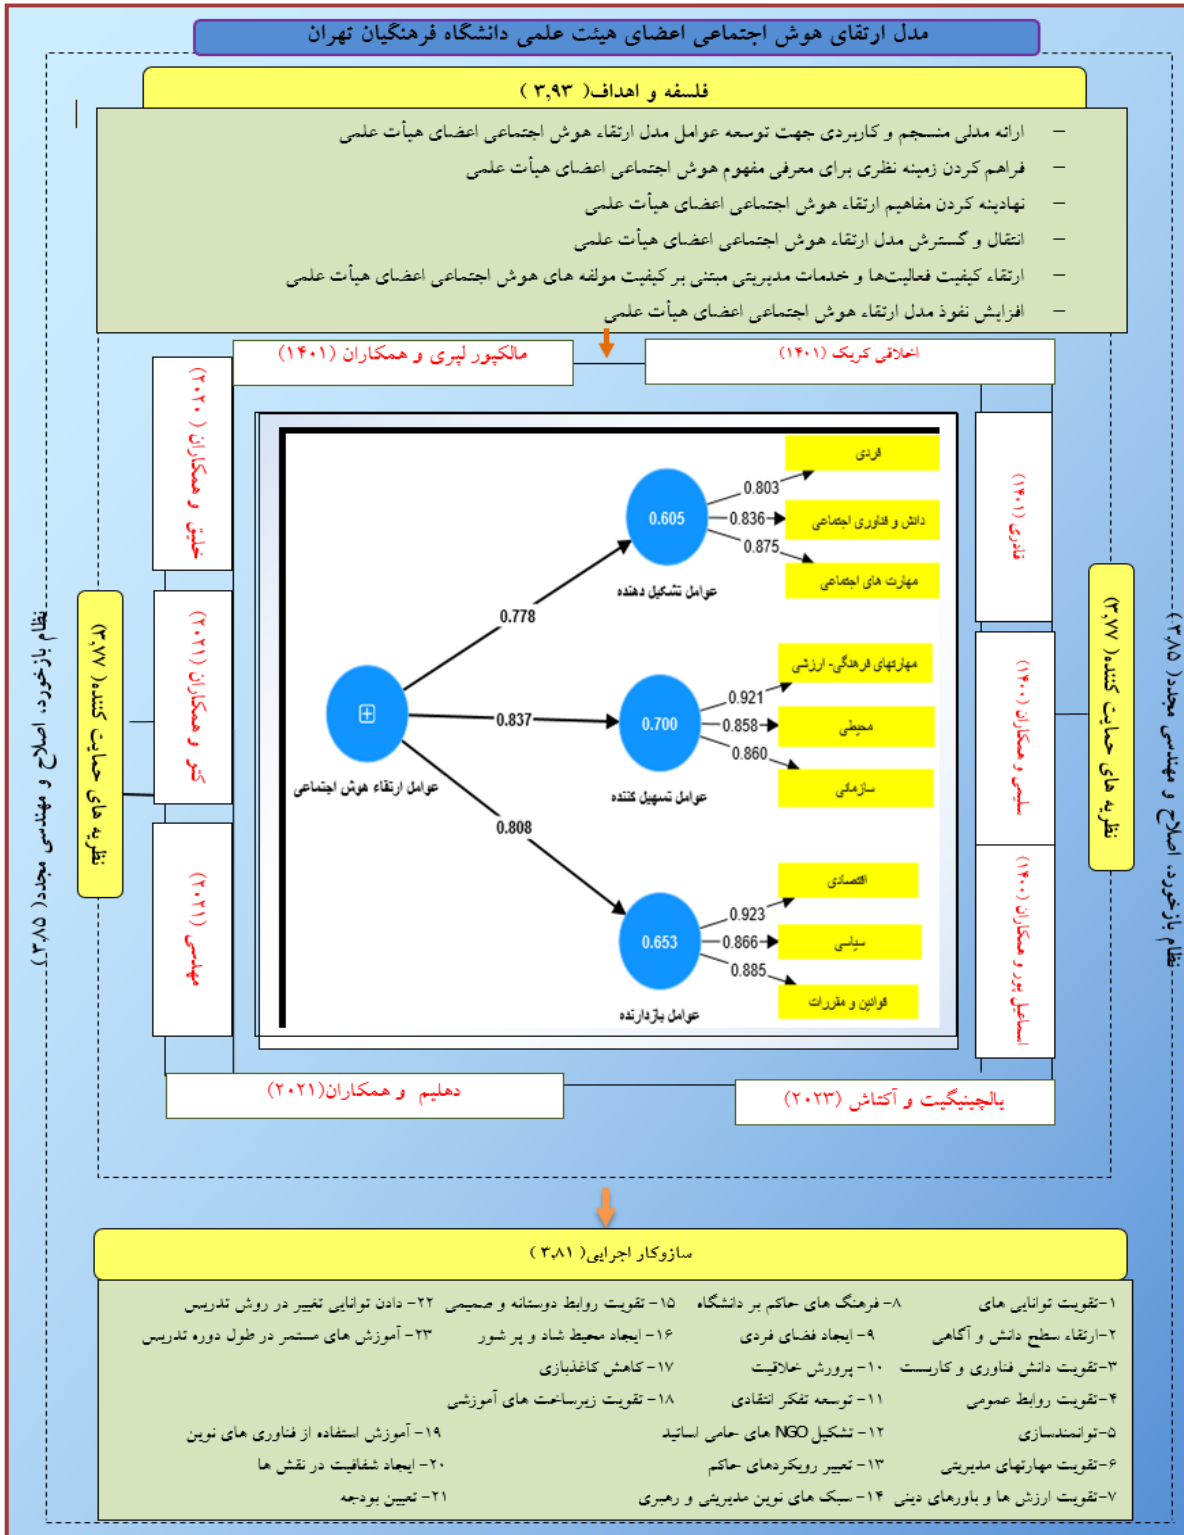 مدل ارتقای هوش اجتماعی اعضای هیئت علمی دانشگاه فرهنگیان تهران
فلسفه و اهداف( ۳,۹۳ )
– ارائه مدلی منسجم و کاربردی جهت توسعه عوامل مدل ارتقاء هوش اجتماعی اعضای هیأت علمی
– فراهم کردن زمینه نظری برای معرفی مفهوم هوش اجتماعی اعضای هیأت علمی
– نهادینه کردن مفاهیم ارتقاء هوش اجتماعی اعضای هیأت علمی
– انتقال و گسترش مدل ارتقاء هوش اجتماعی اعضای هیأت علمی
– ارتقاء کیفیت فعالیت‌ها و خدمات مدیریتی مبتنی بر کیفیت مولفه های هوش اجتماعی اعضای هیأت علمی
– افزایش نفوذ مدل ارتقاء هوش اجتماعی اعضای هیأت علمی
اخلاقی کریک (۱۴۰۱)
مالکپور لپری و همکاران (۱۴۰۱)
نظام بازخورد، اصلاح و مهندسی مجدد( ۳,۸۵)
نظریه های حمایت کننده( ۳,۷۷)
قادری (۱۴۰۱)
سلیمی و همکاران (۱۴۰۰)
اسماعیل پور و همکاران (۱۴۰۰)
فردی
0.803
دانش و فناوری اجتماعی
0.836
مهارت های اجتماعی
0.875
0.605
عوامل تشکیل دهنده
0.778
مهارتهای فرهنگی- ارزشی
0.921
محیطی
0.858
سازمانی
0.860
0.700
عوامل تسهیل کننده
0.837
عوامل ارتقاء هوش اجتماعی
0.808
اقتصادی
0.923
سیاسی
0.866
قوانین و مقررات
0.885
0.653
عوامل بازدارنده
خلیق و همکاران (۲۰۲۰)
کتو و همکاران (۲۰۲۱)
مهدسی (۲۰۲۱)
نظریه های حمایت کننده( ۳,۷۷)
نظام بازخورد، اصلاح و مهندسی مجدد( ۳,۸۵)
یالچینیگیت و آکتاش (۲۰۲۳)
دهلیم و همکاران(۲۰۲۱)
سازوکار اجرایی( ۳,۸۱ )
۱-تقویت توانایی های ۸- فرهنگ های حاکم بر دانشگاه ۱۵- تقویت روابط دوستانه و صمیمی ۲۲- دادن توانایی تغییر در روش تدریس
۲-ارتقاء سطح دانش و آگاهی ۹- ایجاد فضای فردی ۱۶- ایجاد محیط شاد و پر شور ۲۳- آموزش های مستمر در طول دوره تدریس
۳-تقویت دانش فناوری و کاربست ۱۰- پرورش خلاقیت ۱۷- کاهش کاغذبازی
۴-تقویت روابط عمومی ۱۱- توسعه تفکر انتقادی ۱۸- تقویت زیرساخت های آموزشی
۵-توانمندسازی ۱۲- تشکیل NGO های حامی اساتید ۱۹- آموزش استفاده از فناوری های نوین
۶-تقویت مهارتهای مدیریتی ۱۳- تعییر رویکردهای حاکم ۲۰- ایجاد شفافیت در نقش ها
۷-تقویت ارزش ها و باورهای دینی ۱۴- سبک های نوین مدیریتی و رهبری ۲۱- تعیین بودجه